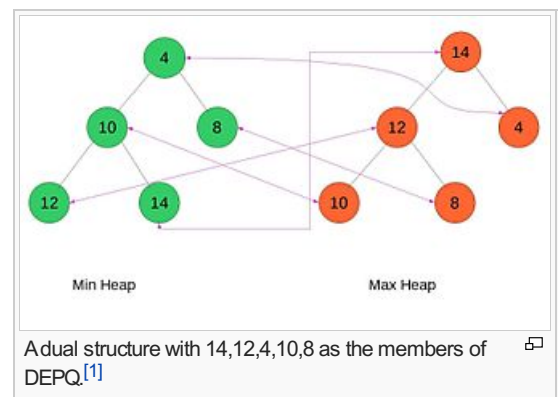 4
14
10
8
12
4
12
14
10
8
Min Heap
Max Heap
A dual structure with 14,12,4,10,8 as the members of
DEPQ.[1]